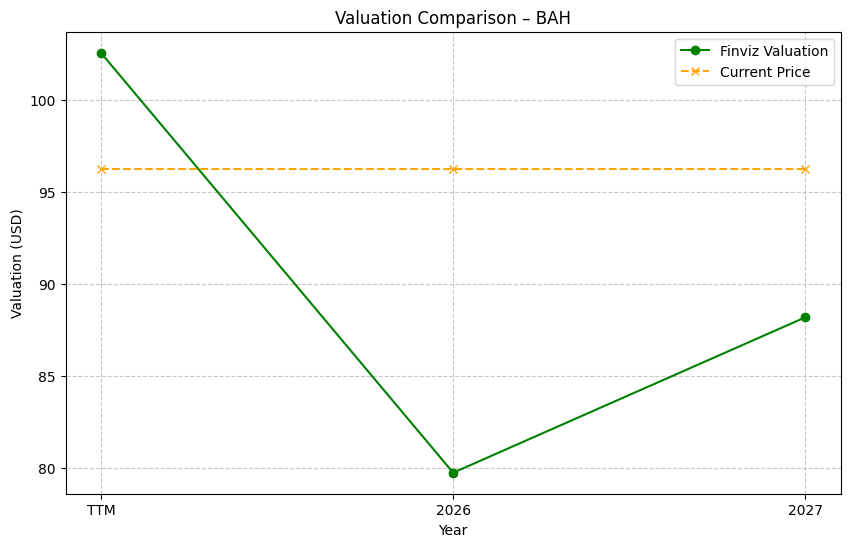 Valuation Comparison – BAH
Finviz Valuation
Current Price
Valuation (USD)
100
95
90
85
80
TTM
2026
2027
Year